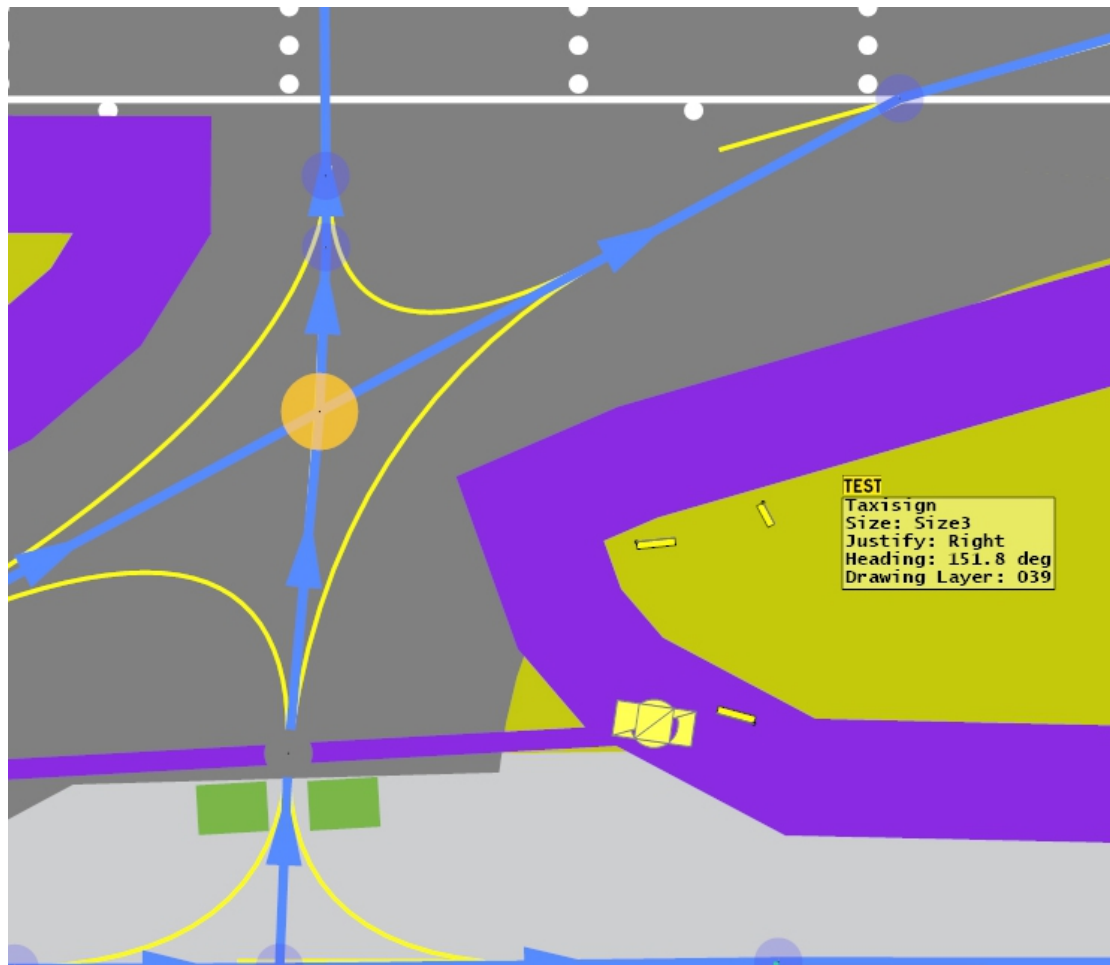 TEST
Taxisign
Size: Size3
Justify: Right
Heading: 151.8 deg
Drawing Layer: 039